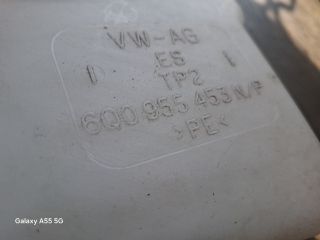 VW-AG
ES
TP2
6Q0 955 453 N/P
>PE<
Galaxy A55 5G